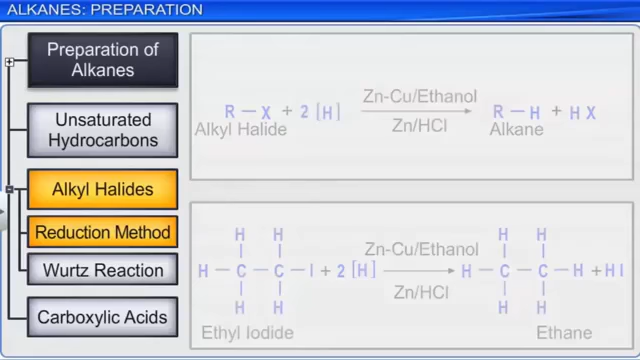 ALKANES: PREPARATION
Preparation of
Alkanes
Unsaturated
Hydrocarbons
Alkyl Halides
Reduction Method
Wurtz Reaction
Carboxylic Acids
R — X + 2 [H] Zn-Cu/Ethanol Zn/HCl R — H + H X
Alkyl Halide Alkane
H H H H
H — C — C — I + 2 [H] Zn-Cu/Ethanol Zn/HCl H — C — C — H + H I
H H H H
Ethyl Iodide Ethane